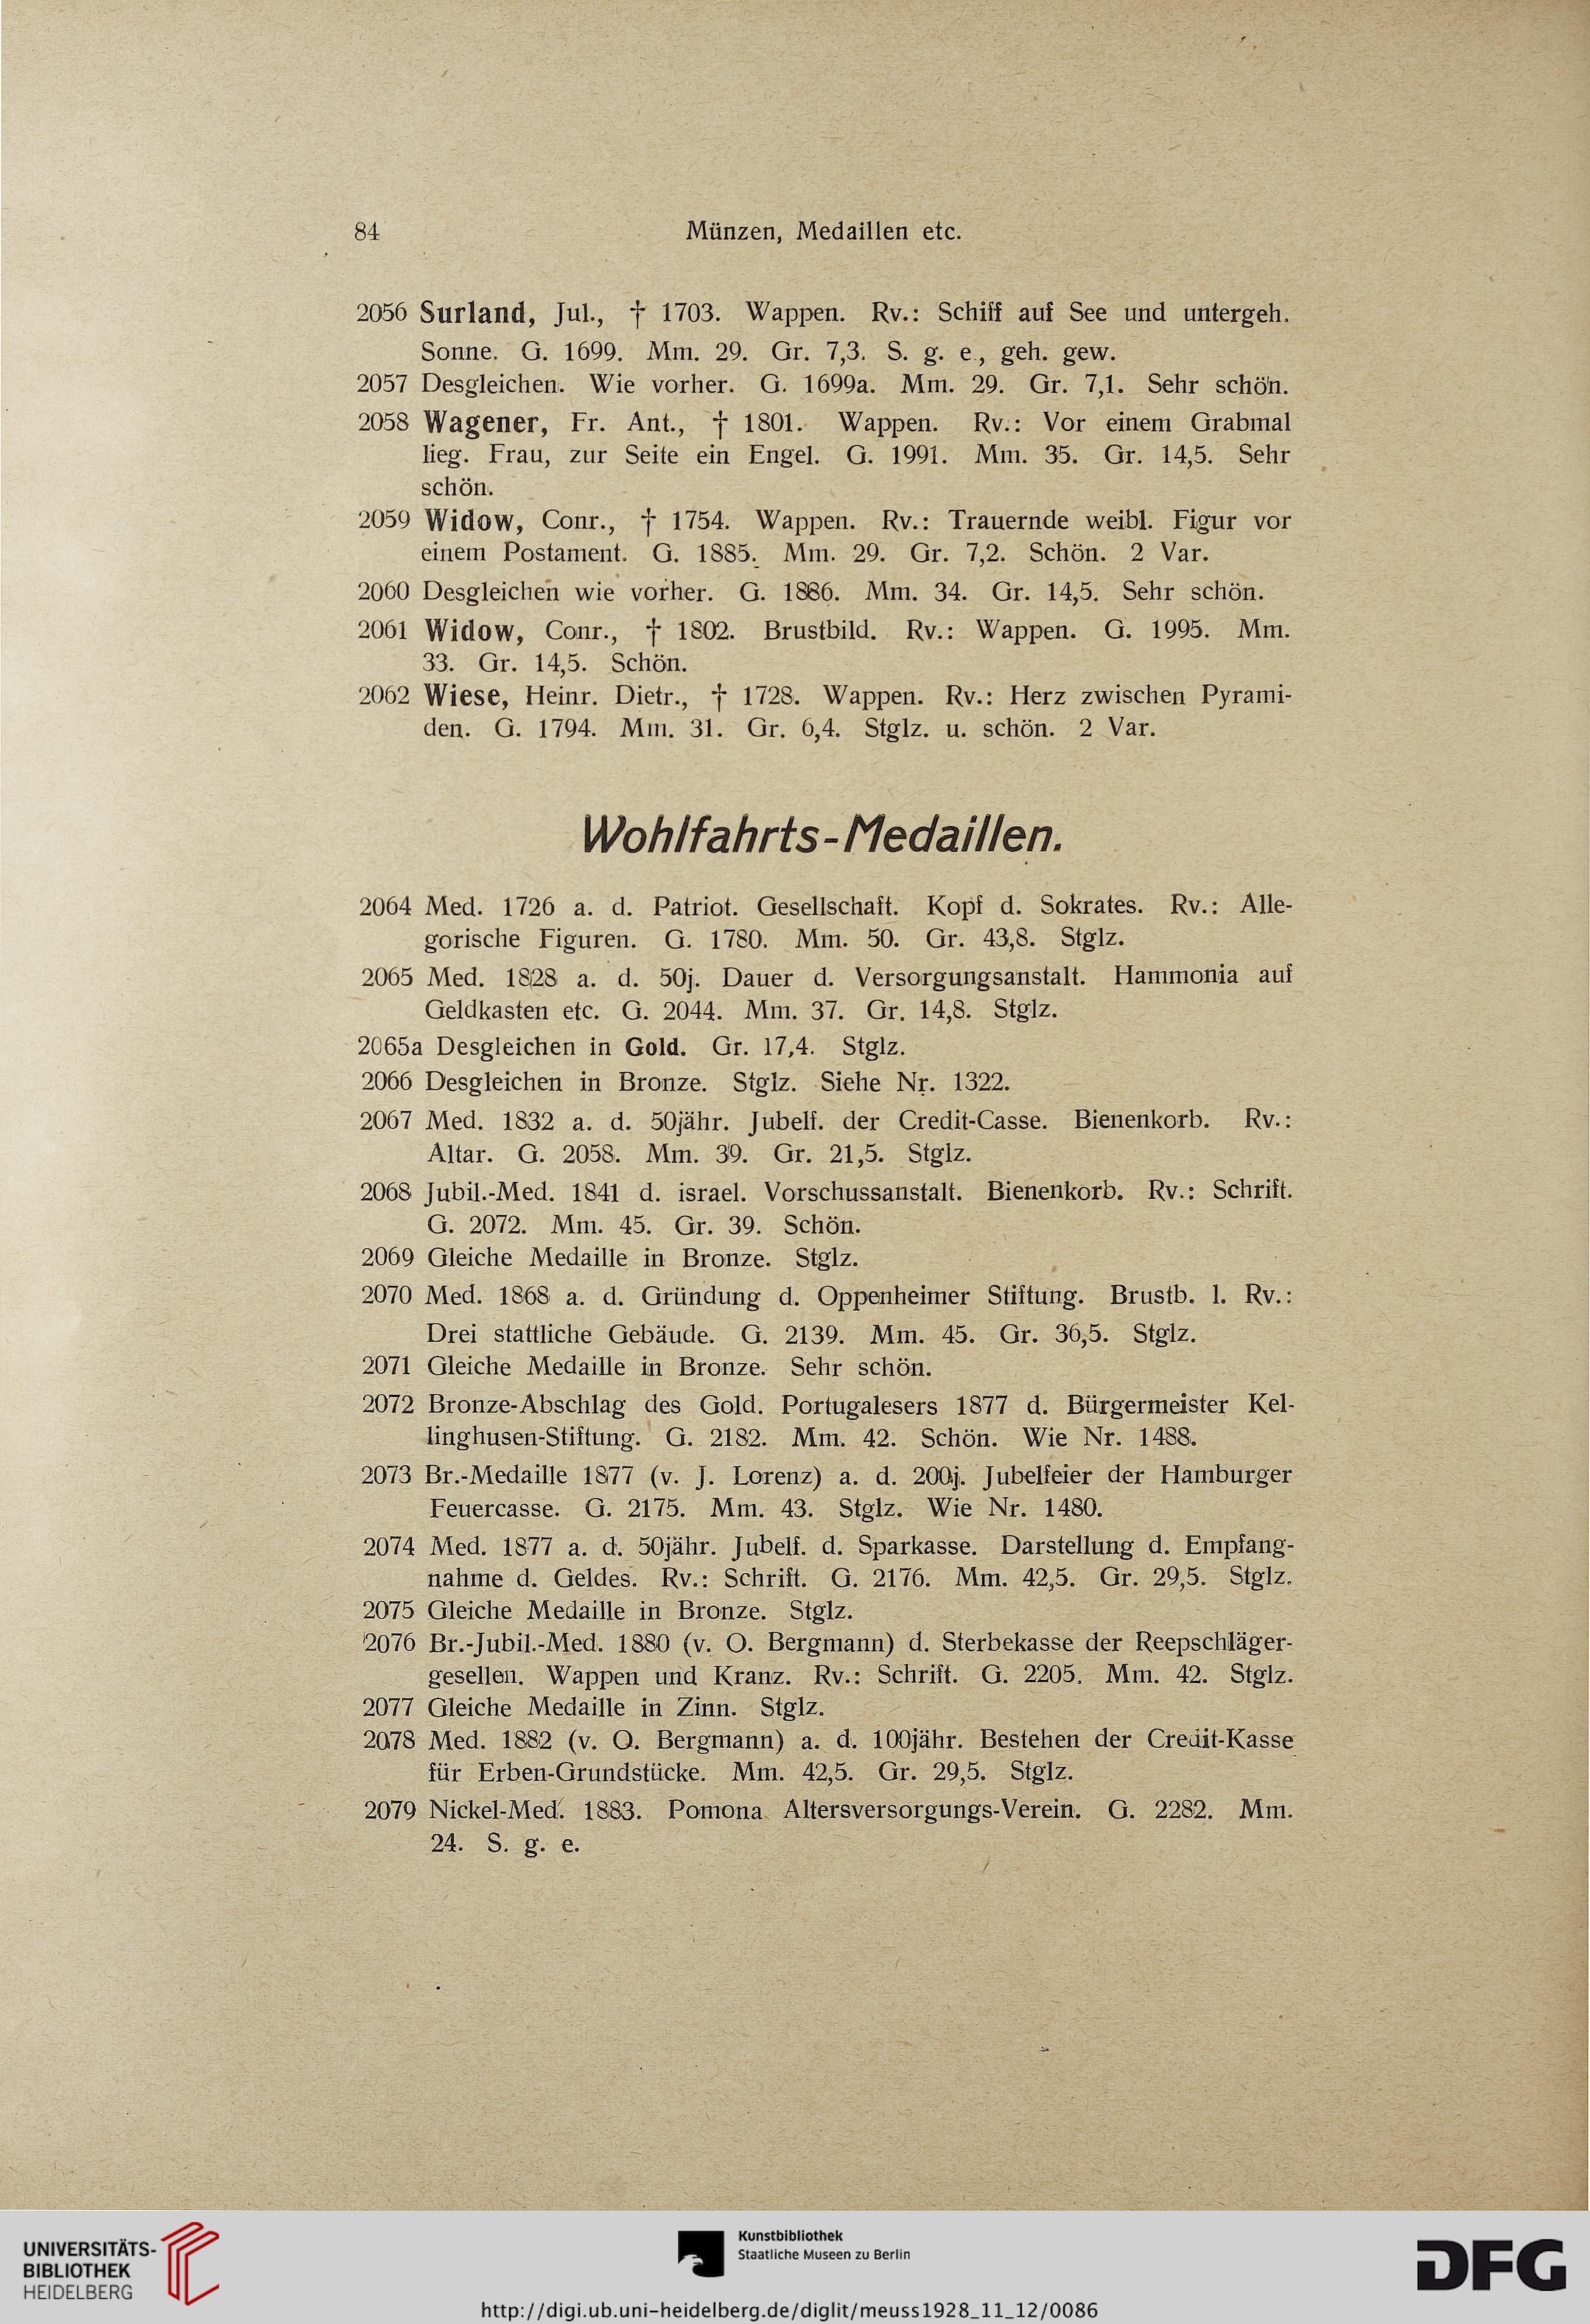 84
Münzen, Medaillen etc.
2056 Surland, Jul., † 1703. Wappen. Rv.: Schiff auf See und untergeh.
Sonne. G. 1699. Mm. 29. Gr. 7,3. S. g. e., geh. gew.
2057 Desgleichen. Wie vorher. G. 1699a. Mm. 29. Gr. 7,1. Sehr schön.
2058 Wagener, Fr. Ant., † 1801. Wappen. Rv.: Vor einem Grabmal
lieg. Frau, zur Seite ein Engel. G. 1991. Mm. 35. Gr. 14,5. Sehr
schön.
2059 Widow, Conr., † 1754. Wappen. Rv.: Trauernde weibl. Figur vor
einem Postament. G. 1885. Mm. 29. Gr. 7,2. Schön. 2 Var.
2060 Desgleichen wie vorher. G. 1886. Mm. 34. Gr. 14,5. Sehr schön.
2061 Widow, Conr., † 1802. Brustbild. Rv.: Wappen. G. 1995. Mm.
33. Gr. 14,5. Schön.
2062 Wiese, Heinr. Dietr., † 1728. Wappen. Rv.: Herz zwischen Pyrami-
den. G. 1794. Mm. 31. Gr. 6,4. Stglz. u. schön. 2 Var.
Wohlfahrts-Medaillen.
2064 Med. 1726 a. d. Patriot. Gesellschaft. Kopf d. Sokrates. Rv.: Alle-
gorische Figuren. G. 1780. Mm. 50. Gr. 43,8. Stglz.
2065 Med. 1828 a. d. 50j. Dauer d. Versorgungsanstalt. Hammonia auf
Geldkasten etc. G. 2044. Mm. 37. Gr. 14,8. Stglz.
2065a Desgleichen in Gold. Gr. 17,4. Stglz.
2066 Desgleichen in Bronze. Stglz. Siehe Nr. 1322.
2067 Med. 1832 a. d. 50jähr. Jubelf. der Credit-Casse. Bienenkorb. Rv.:
Altar. G. 2058. Mm. 39. Gr. 21,5. Stglz.
2068 Jubil.-Med. 1841 d. israel. Vorschussanstalt. Bienenkorb. Rv.: Schrift.
G. 2072. Mm. 45. Gr. 39. Schön.
2069 Gleiche Medaille in Bronze. Stglz.
2070 Med. 1868 a. d. Gründung d. Oppenheimer Stiftung. Brustb. l. Rv.:
Drei stattliche Gebäude. G. 2139. Mm. 45. Gr. 36,5. Stglz.
2071 Gleiche Medaille in Bronze. Sehr schön.
2072 Bronze-Abschlag des Gold. Portugalesers 1877 d. Bürgermeister Kel-
linghusen-Stiftung. G. 2182. Mm. 42. Schön. Wie Nr. 1488.
2073 Br.-Medaille 1877 (v. J. Lorenz) a. d. 200j. Jubelfeier der Hamburger
Feuercasse. G. 2175. Mm. 43. Stglz. Wie Nr. 1480.
2074 Med. 1877 a. d. 50jähr. Jubelf. d. Sparkasse. Darstellung d. Empfang-
nahme d. Geldes. Rv.: Schrift. G. 2176. Mm. 42,5. Gr. 29,5. Stglz.
2075 Gleiche Medaille in Bronze. Stglz.
2076 Br.-Jubil.-Med. 1880 (v. O. Bergmann) d. Sterbekasse der Reepschläger-
gesellen. Wappen und Kranz. Rv.: Schrift. G. 2205. Mm. 42. Stglz.
2077 Gleiche Medaille in Zinn. Stglz.
2078 Med. 1882 (v. O. Bergmann) a. d. 100jähr. Bestehen der Credit-Kasse
für Erben-Grundstücke. Mm. 42,5. Gr. 29,5. Stglz.
2079 Nickel-Med. 1883. Pomona Altersversorgungs-Verein. G. 2282. Mm.
24. S. g. e.
UNIVERSITÄTS-
BIBLIOTHEK
HEIDELBERG
Kunstbibliothek
Staatliche Museen zu Berlin
DFG
http://digi.ub.uni-heidelberg.de/diglit/meuss1928_11_12/0086